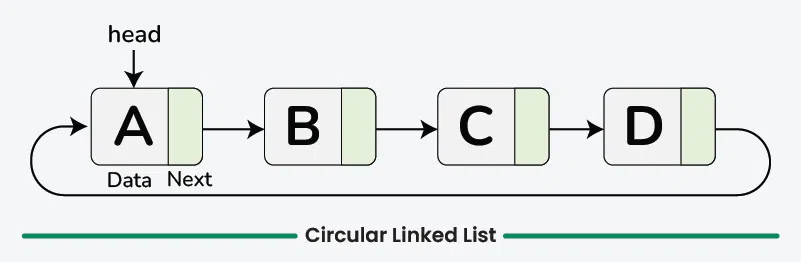 head
A B C D
Data Next
Circular Linked List